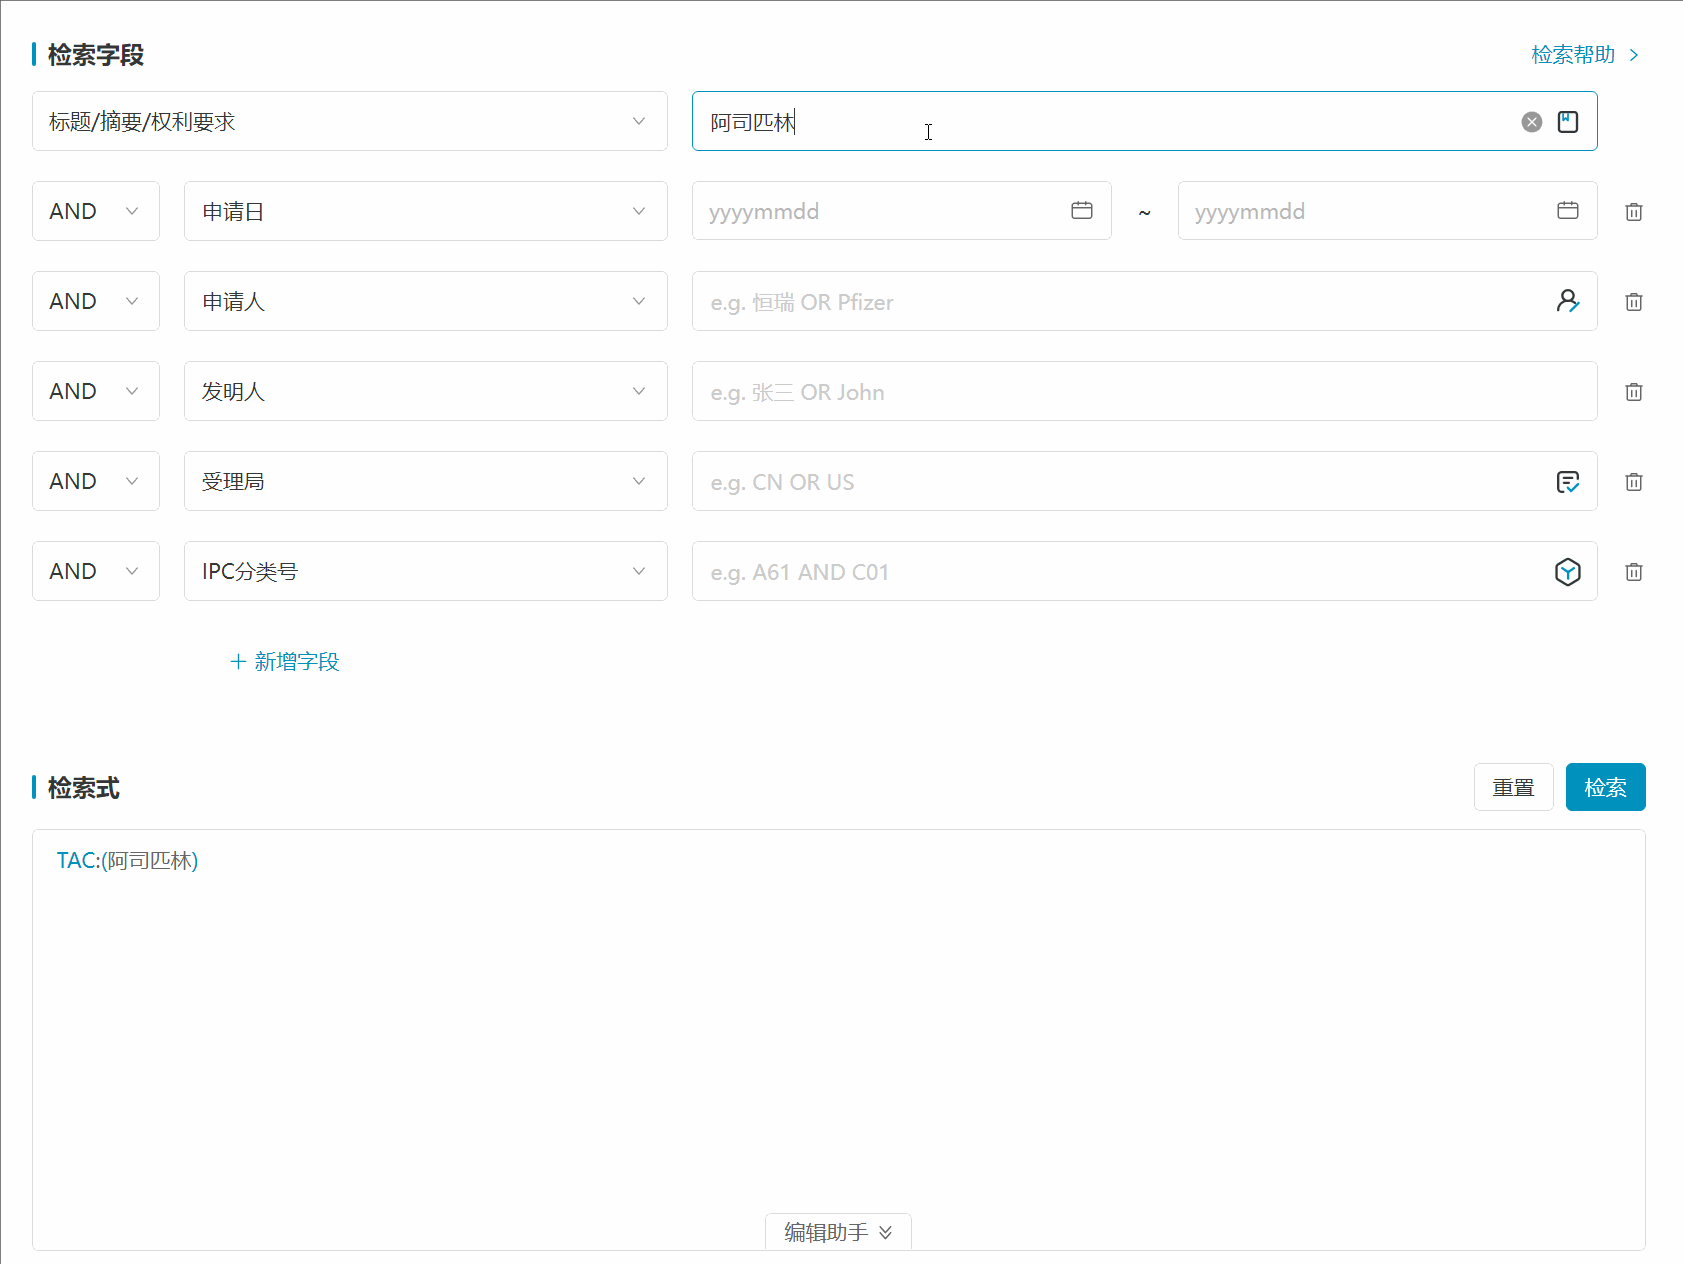 检索字段
检索帮助
标题/摘要/权利要求
阿司匹林
AND
申请日
yyyymmdd
~
yyyymmdd
AND
申请人
e.g. 恒瑞 OR Pfizer
AND
发明人
e.g. 张三 OR John
AND
受理局
e.g. CN OR US
AND
IPC分类号
e.g. A61 AND C01
+ 新增字段
检索式
重置
检索
TAC:(阿司匹林)
编辑助手